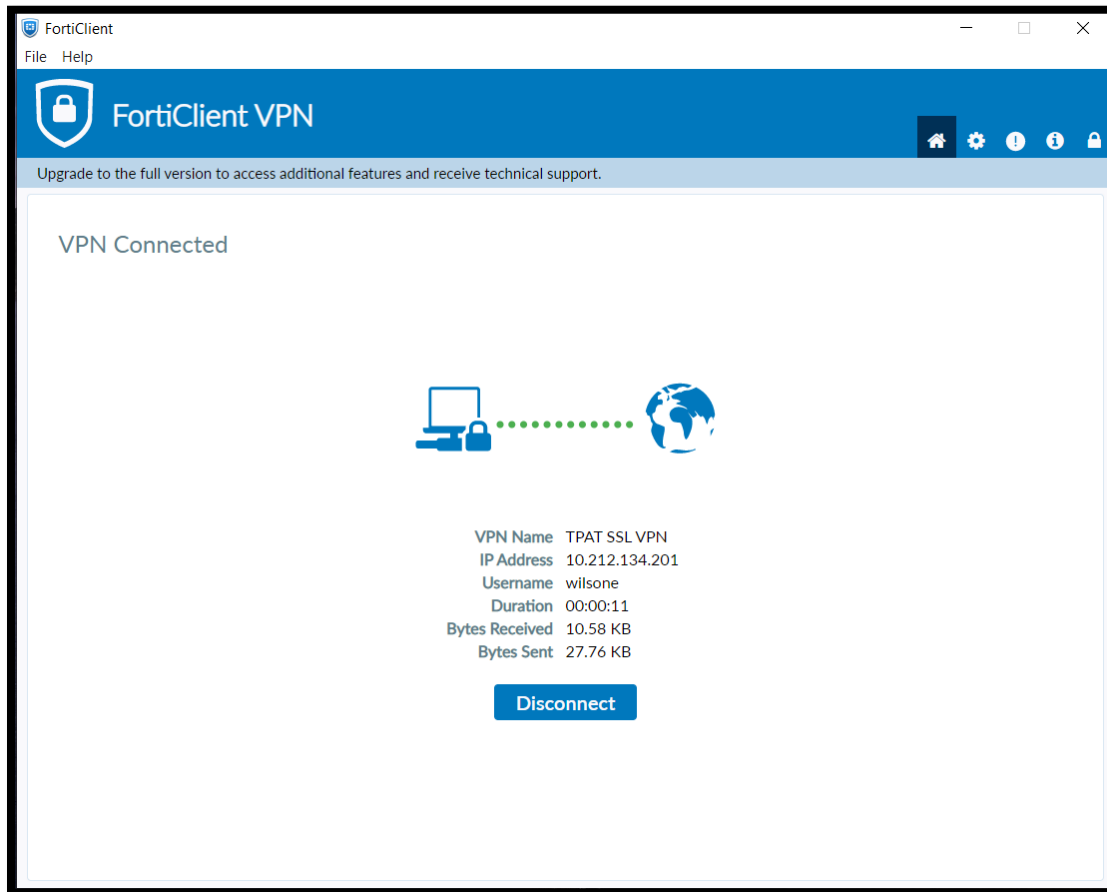 FortiClient
File Help
FortiClient VPN
Upgrade to the full version to access additional features and receive technical support.
VPN Connected
VPN Name TPAT SSL VPN
IP Address 10.212.134.201
Username wilsone
Duration 00:00:11
Bytes Received 10.58 KB
Bytes Sent 27.76 KB
Disconnect